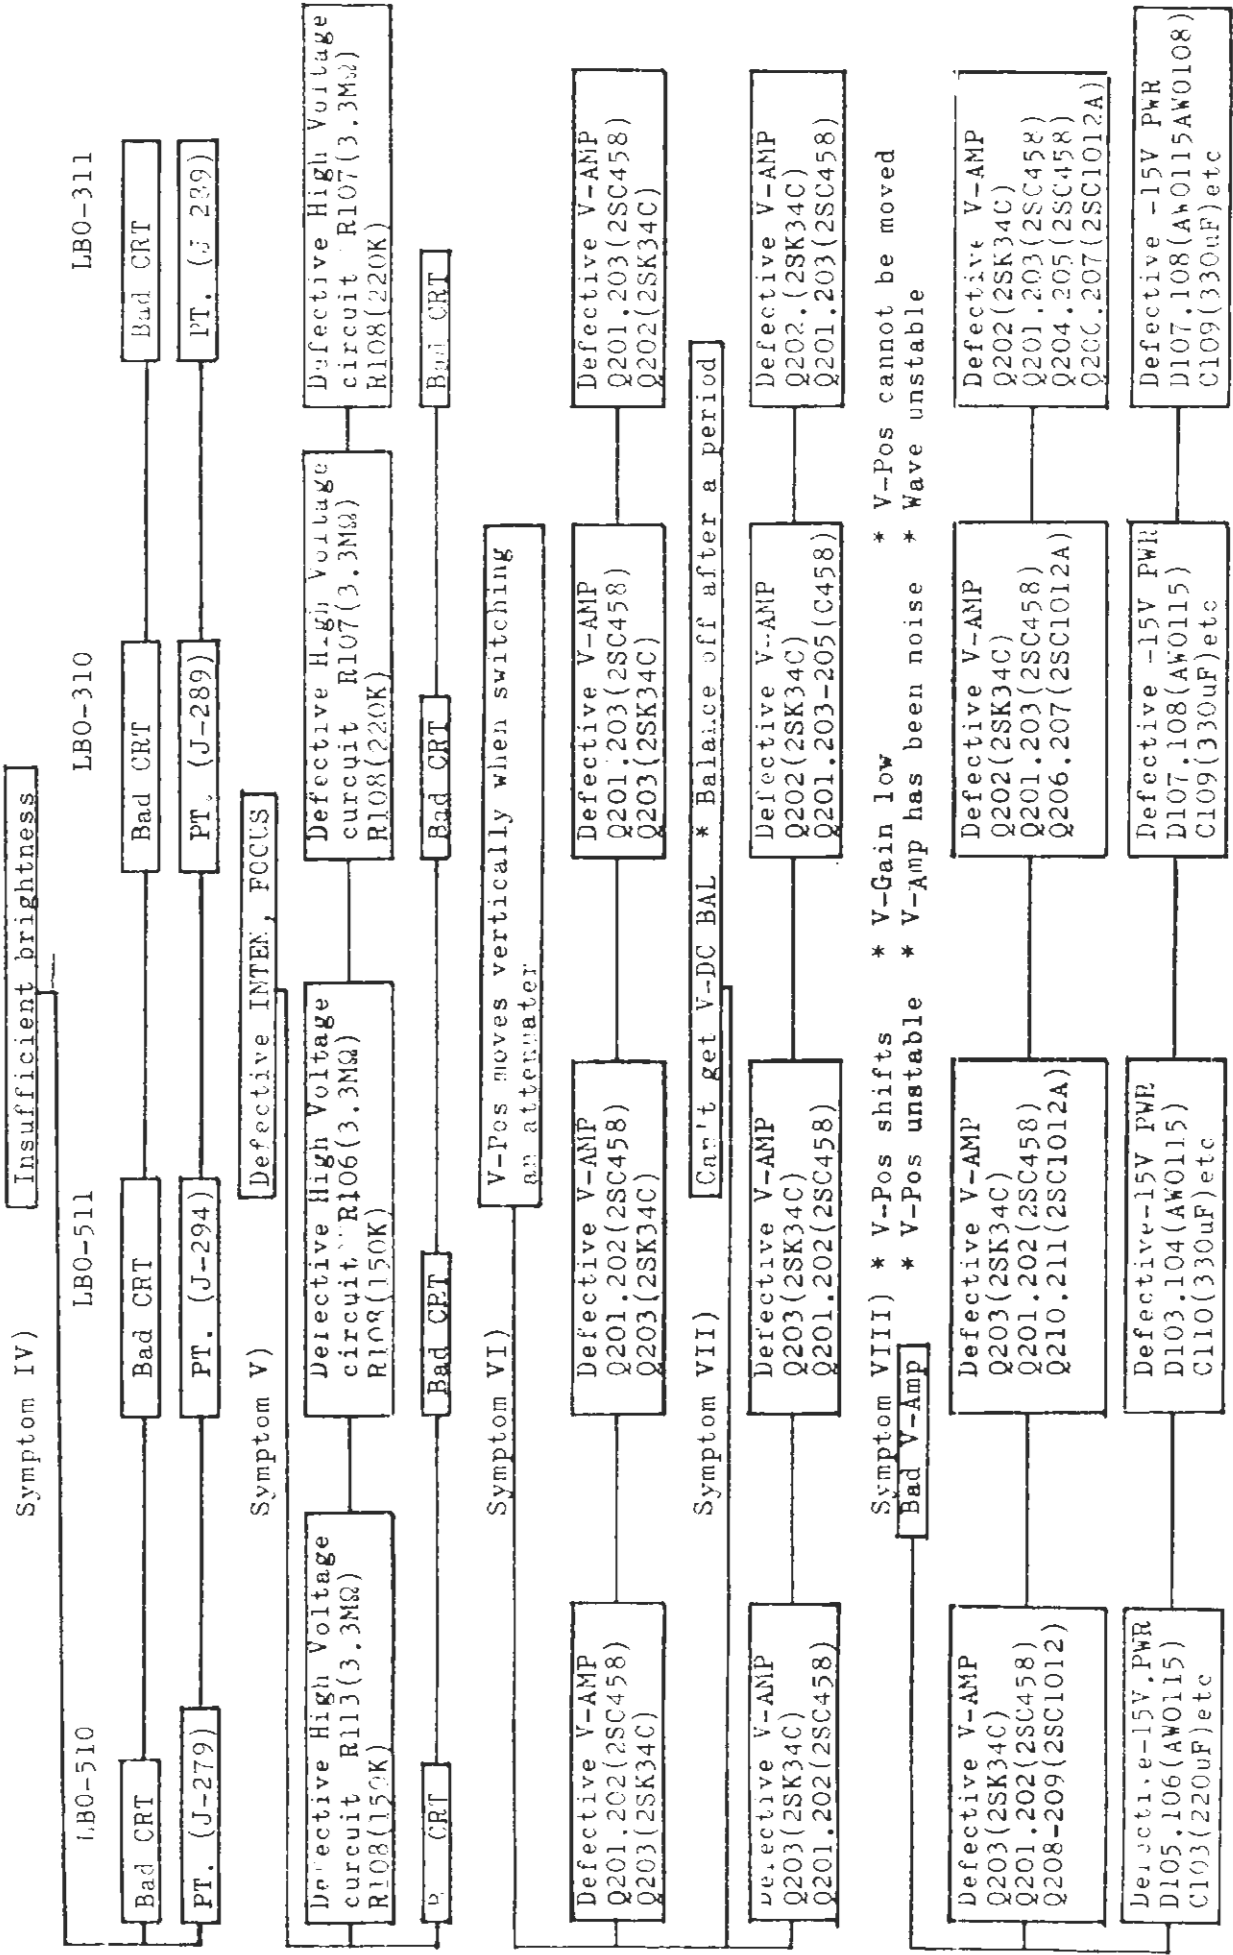 Symptom IV)
Insufficient brightness
LBO-510
LBO-511
LBO-310
LBO-311
Bad CRT
Bad CRT
Bad CRT
Bad CRT
PT. (J-279)
PT. (J-294)
PT. (J-289)
PT.
Symptom V)
Defective INTEN, FOCUS
Defective High Voltage
curcuit R113(3.3MΩ)
R108(150K)
Defective High Voltage
circuit R106(3.3MΩ)
R108(150K)
Defective High Voltage
curcuit R107(3.3MΩ)
R108(220K)
Defective High Voltage
circuit R107(3.3MΩ)
R108(220K)
CRT
Bad CRT
Bad CRT
Bad CRT
Symptom VI)
V-Pos moves vertically when switching
an attenuater
Defective V-AMP
Q201.202(2SC458)
Q203(2SK34C)
Defective V-AMP
Q201.202(2SC458)
Q203(2SK34C)
Defective V-AMP
Q201.203(2SC458)
Q203(2SK34C)
Defective V-AMP
Q201.203(2SC458)
Q202(2SK34C)
Symptom VII)
Can't get V-DC BAL * Balance off after a period
Defective V-AMP
Q203(2SK34C)
Q201.202(2SC458)
Defective V-AMP
Q203(2SK34C)
Q201.202(2SC458)
Defective V-AMP
Q202(2SK34C)
Q201.203-205(C458)
Defective V-AMP
Q202.(2SK34C)
Q201.203(2SC458)
Symptom VIII) * V-Pos shifts * V-Gain low * V-Pos cannot be moved
Bad V-Amp * V-Pos unstable * V-Amp has been noise * Wave unstable
Defective V-AMP
Q203(2SK34C)
Q201.202(2SC458)
Q208-209(2SC1012)
Defective V-AMP
Q203(2SK34C)
Q201.202(2SC458)
Q210.211(2SC1012A)
Defective V-AMP
Q202(2SK34C)
Q201.203(2SC458)
Q206.207(2SC1012A)
Defective V-AMP
Q202(2SK34C)
Q201.203(2SC458)
Q204.205(2SC458)
Q206.207(2SC1012A)
Defective-15V.PWR
D105.106(AW0115)
C103(220uF)etc
Defective-15V PWR
D103.104(AW0115)
C110(330uF)etc
Defective -15V PWR
D107.108(AW0115)
C109(330uF)etc
Defective -15V PWR
D107.108(AW0115AW0108)
C109(330uF)etc